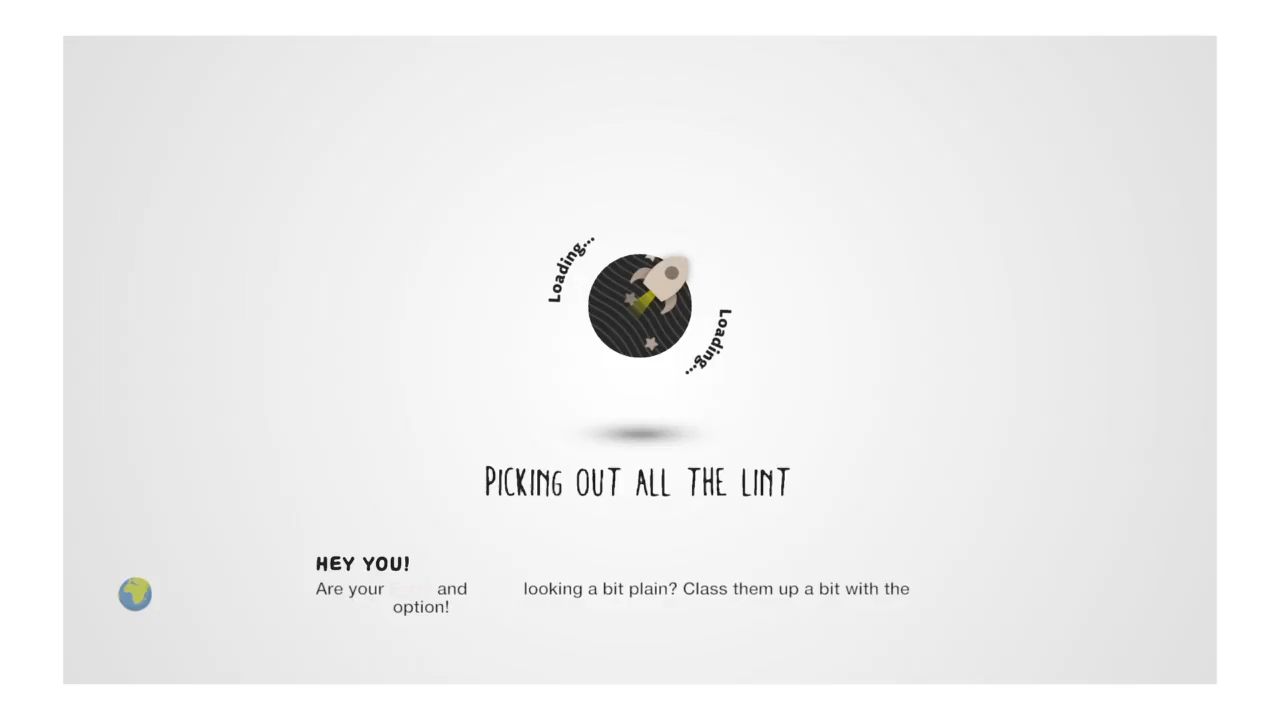 Loading...
Loading...
PICKING OUT ALL THE LINT
HEY YOU!
Are your and looking a bit plain? Class them up a bit with the
option!